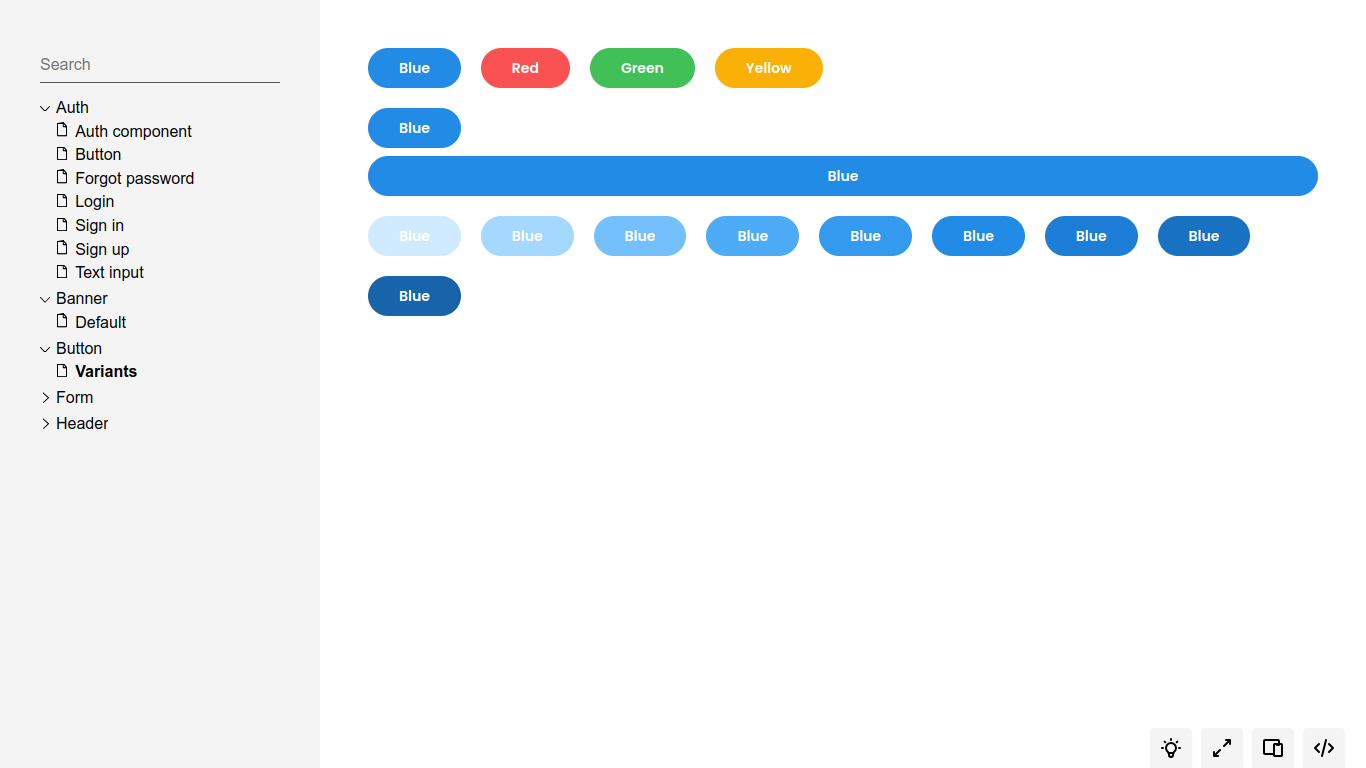 Search
Auth
Auth component
Button
Forgot password
Login
Sign in
Sign up
Text input
Banner
Default
Button
Variants
Form
Header
Blue Red Green Yellow
Blue
Blue
Blue Blue Blue Blue Blue Blue Blue Blue
Blue